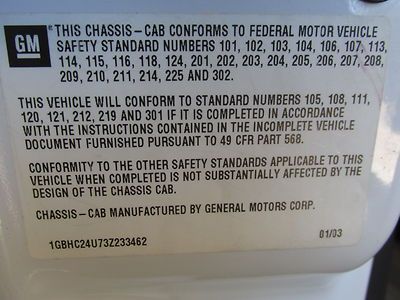 GM
THIS CHASSIS – CAB CONFORMS TO FEDERAL MOTOR VEHICLE
SAFETY STANDARD NUMBERS 101, 102, 103, 104, 106, 107, 113,
114, 115, 116, 118, 124, 201, 202, 203, 204, 205, 206, 207, 208,
209, 210, 211, 214, 225 AND 302.
THIS VEHICLE WILL CONFORM TO STANDARD NUMBERS 105, 108, 111,
120, 121, 212, 219 AND 301 IF IT IS COMPLETED IN ACCORDANCE
WITH THE INSTRUCTIONS CONTAINED IN THE INCOMPLETE VEHICLE
DOCUMENT FURNISHED PURSUANT TO 49 CFR PART 568.
CONFORMITY TO THE OTHER SAFETY STANDARDS APPLICABLE TO THIS
VEHICLE WHEN COMPLETED IS NOT SUBSTANTIALLY AFFECTED BY THE
DESIGN OF THE CHASSIS CAB.
CHASSIS – CAB MANUFACTURED BY GENERAL MOTORS CORP.
1GBHC24U73Z233462 01/03